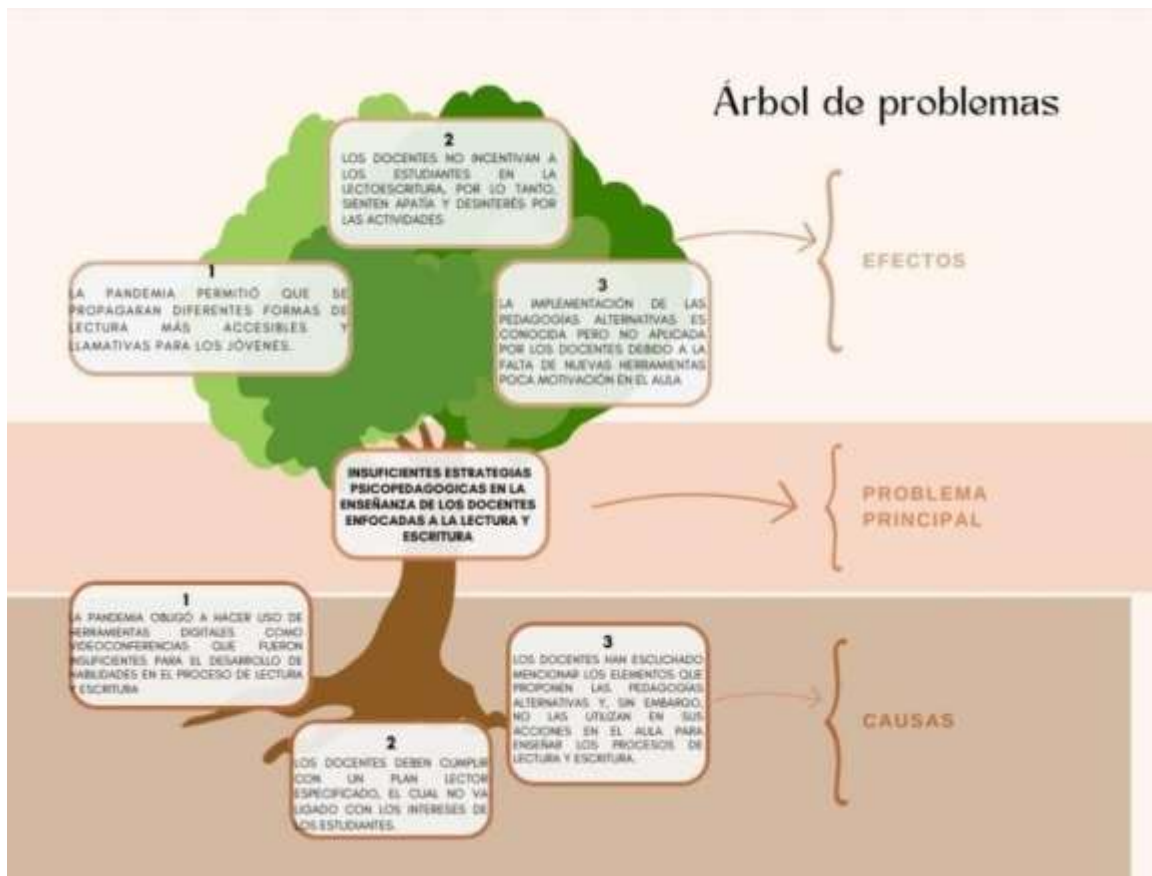 Árbol de problemas
2
LOS DOCENTES NO INCENTIVAN A
LOS ESTUDIANTES EN LA
LECTOESCRITURA, POR LO TANTO,
SIENTEN APATÍA Y DESINTERÉS POR
LAS ACTIVIDADES
1
LA PANDEMIA PERMITIÓ QUE SE
PROPAGARAN DIFERENTES FORMAS DE
LECTURA MÁS ACCESIBLES Y
LLAMATIVAS PARA LOS JÓVENES.
3
LA IMPLEMENTACIÓN DE LAS
PEDAGOGÍAS ALTERNATIVAS ES
CONOCIDA PERO NO APLICADA
POR LOS DOCENTES DEBIDO A LA
FALTA DE NUEVAS HERRAMIENTAS
POCA MOTIVACIÓN EN EL AULA
EFECTOS
INSUFICIENTES ESTRATEGIAS
PSICOPEDAGOGICAS EN LA
ENSEÑANZA DE LOS DOCENTES
ENFOCADAS A LA LECTURA Y
ESCRITURA
PROBLEMA
PRINCIPAL
1
LA PANDEMIA OBLIGÓ A HACER USO DE
HERRAMIENTAS DIGITALES COMO
VIDEOCONFERENCIAS QUE FUERON
INSUFICIENTES PARA EL DESARROLLO DE
HABILIDADES EN EL PROCESO DE LECTURA
Y ESCRITURA
2
LOS DOCENTES DEBEN CUMPLIR
CON UN PLAN LECTOR
ESPECIFICADO, EL CUAL NO VA
LIGADO CON LOS INTERESES DE
LOS ESTUDIANTES.
3
LOS DOCENTES HAN ESCUCHADO
MENCIONAR LOS ELEMENTOS QUE
PROPONEN LAS PEDAGOGÍAS
ALTERNATIVAS Y, SIN EMBARGO,
NO LAS UTILIZAN EN SUS
ACCIONES EN EL AULA PARA
ENSEÑAR LOS PROCESOS DE
LECTURA Y ESCRITURA.
CAUSAS